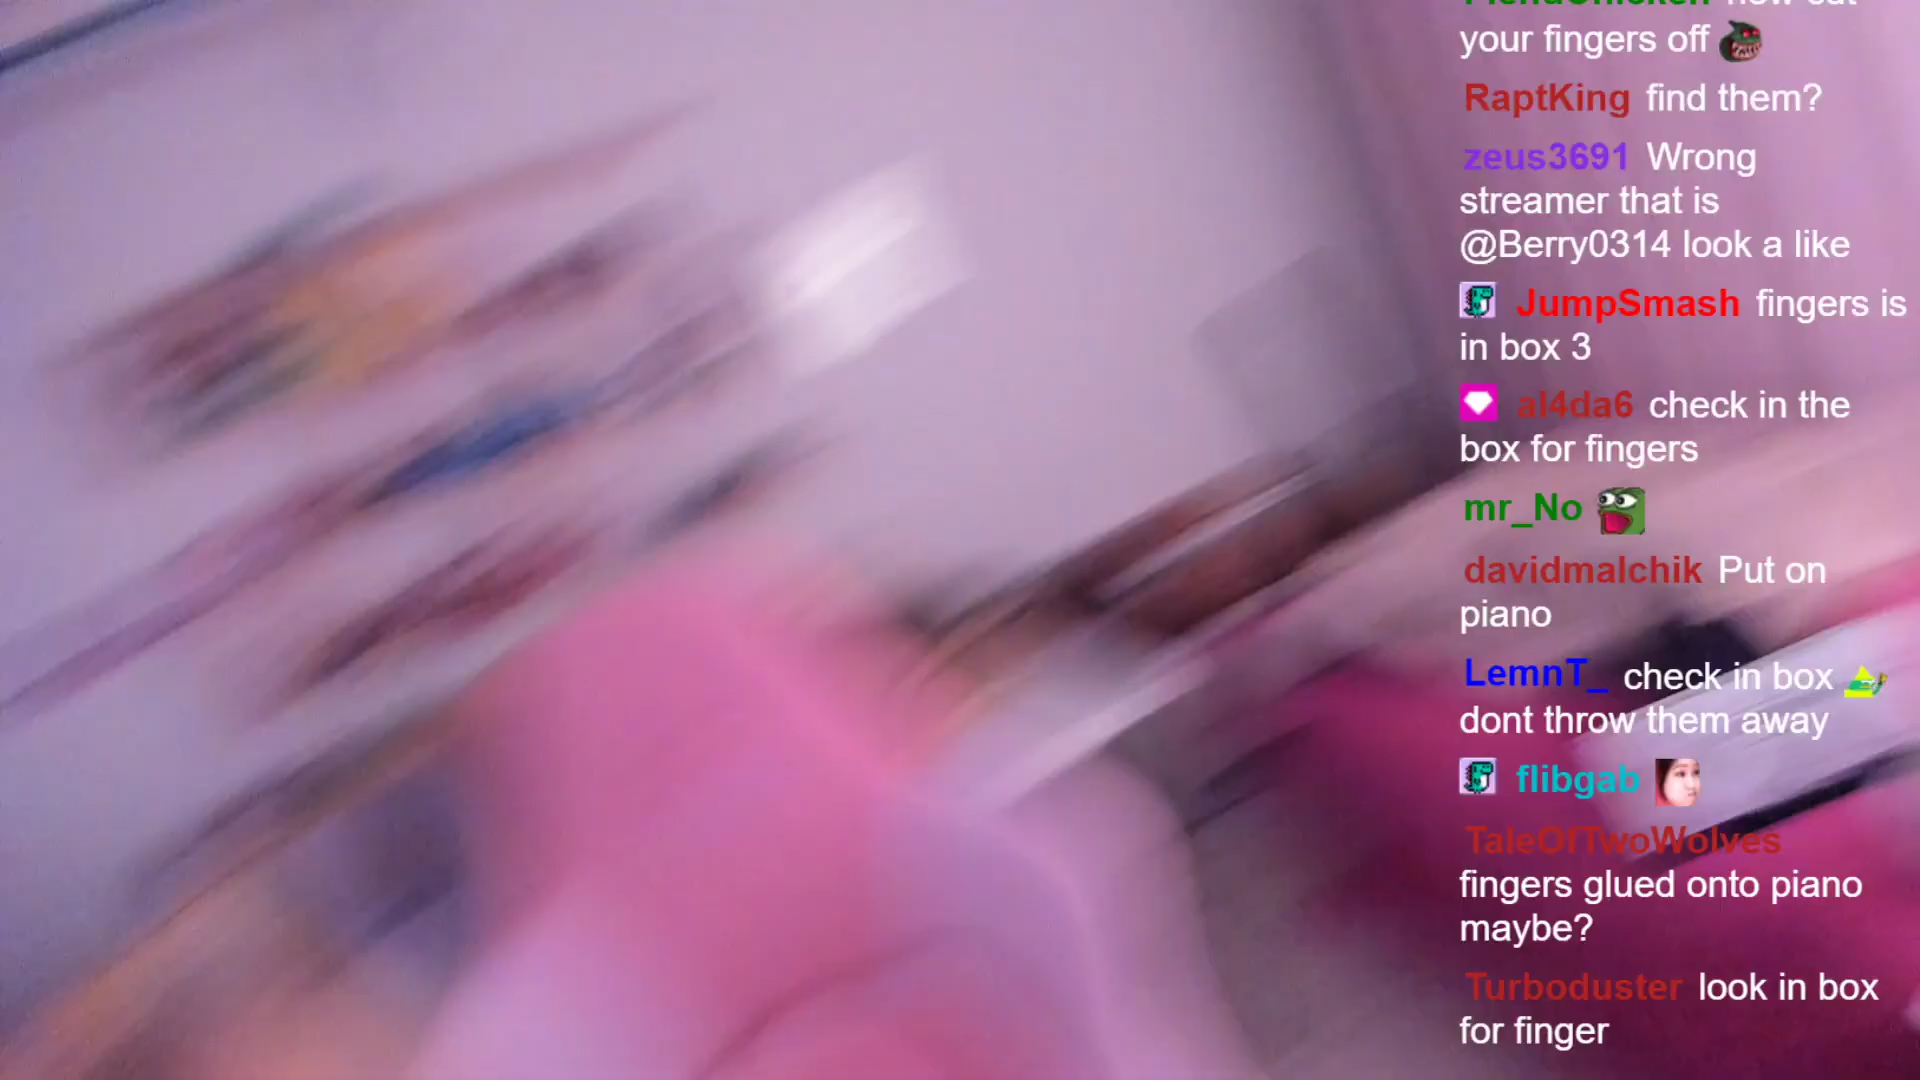 your fingers off
RaptKing find them?
zeus3691 Wrong
streamer that is
@Berry0314 look a like
JumpSmash fingers is
in box 3
al4da6 check in the
box for fingers
mr_No
davidmalchik Put on
piano
LemnT_ check in box
dont throw them away
flibgab
TaleOfTwoWolves
fingers glued onto piano
maybe?
Turboduster look in box
for finger